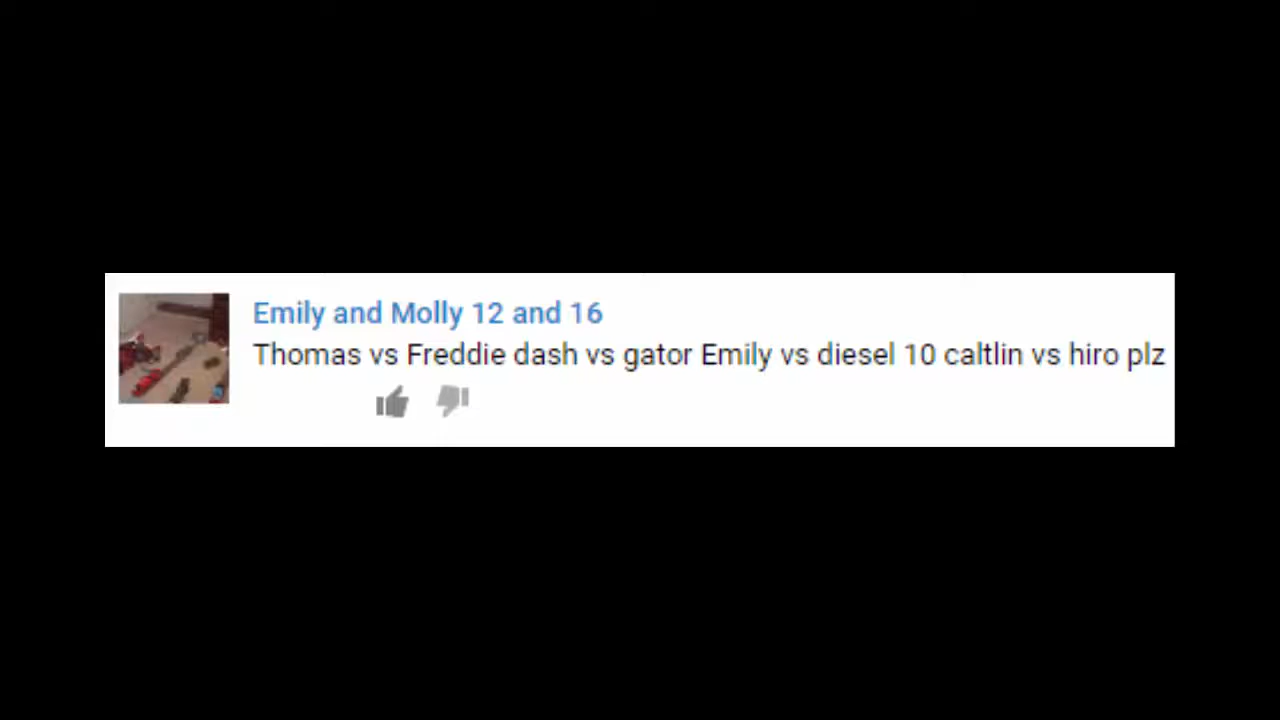 Emily and Molly 12 and 16
Thomas vs Freddie dash vs gator Emily vs diesel 10 caltlin vs hiro plz